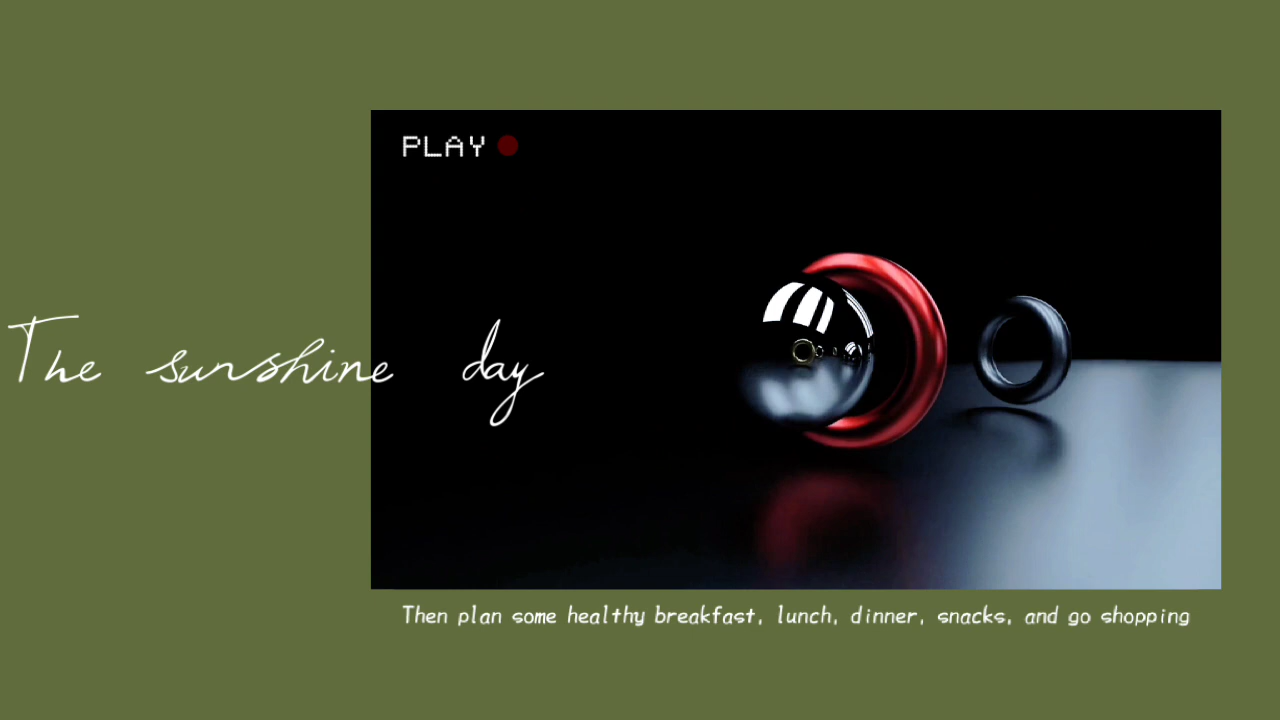 PLAY
The sunshine day
Then plan some healthy breakfast, lunch, dinner, snacks, and go shopping